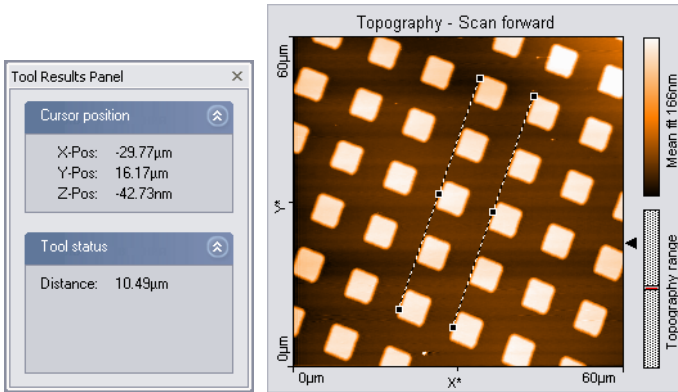 Tool Results Panel
Cursor position
X-Pos: -29.77µm
Y-Pos: 16.17µm
Z-Pos: -42.73nm
Tool status
Distance: 10.49µm
Topography - Scan forward
60µm
Y*
0µm
0µm
X*
60µm
Mean fit 166nm
Topography range